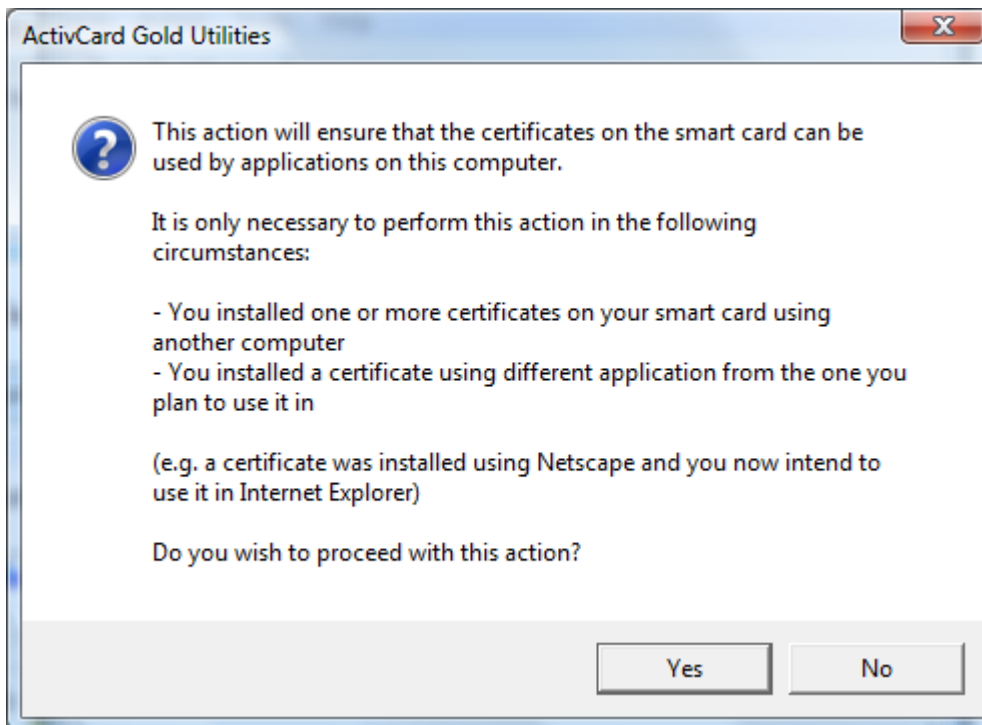 ActivCard Gold Utilities
This action will ensure that the certificates on the smart card can be
used by applications on this computer.
It is only necessary to perform this action in the following
circumstances:
- You installed one or more certificates on your smart card using
another computer
- You installed a certificate using different application from the one you
plan to use it in
(e.g. a certificate was installed using Netscape and you now intend to
use it in Internet Explorer)
Do you wish to proceed with this action?
Yes No